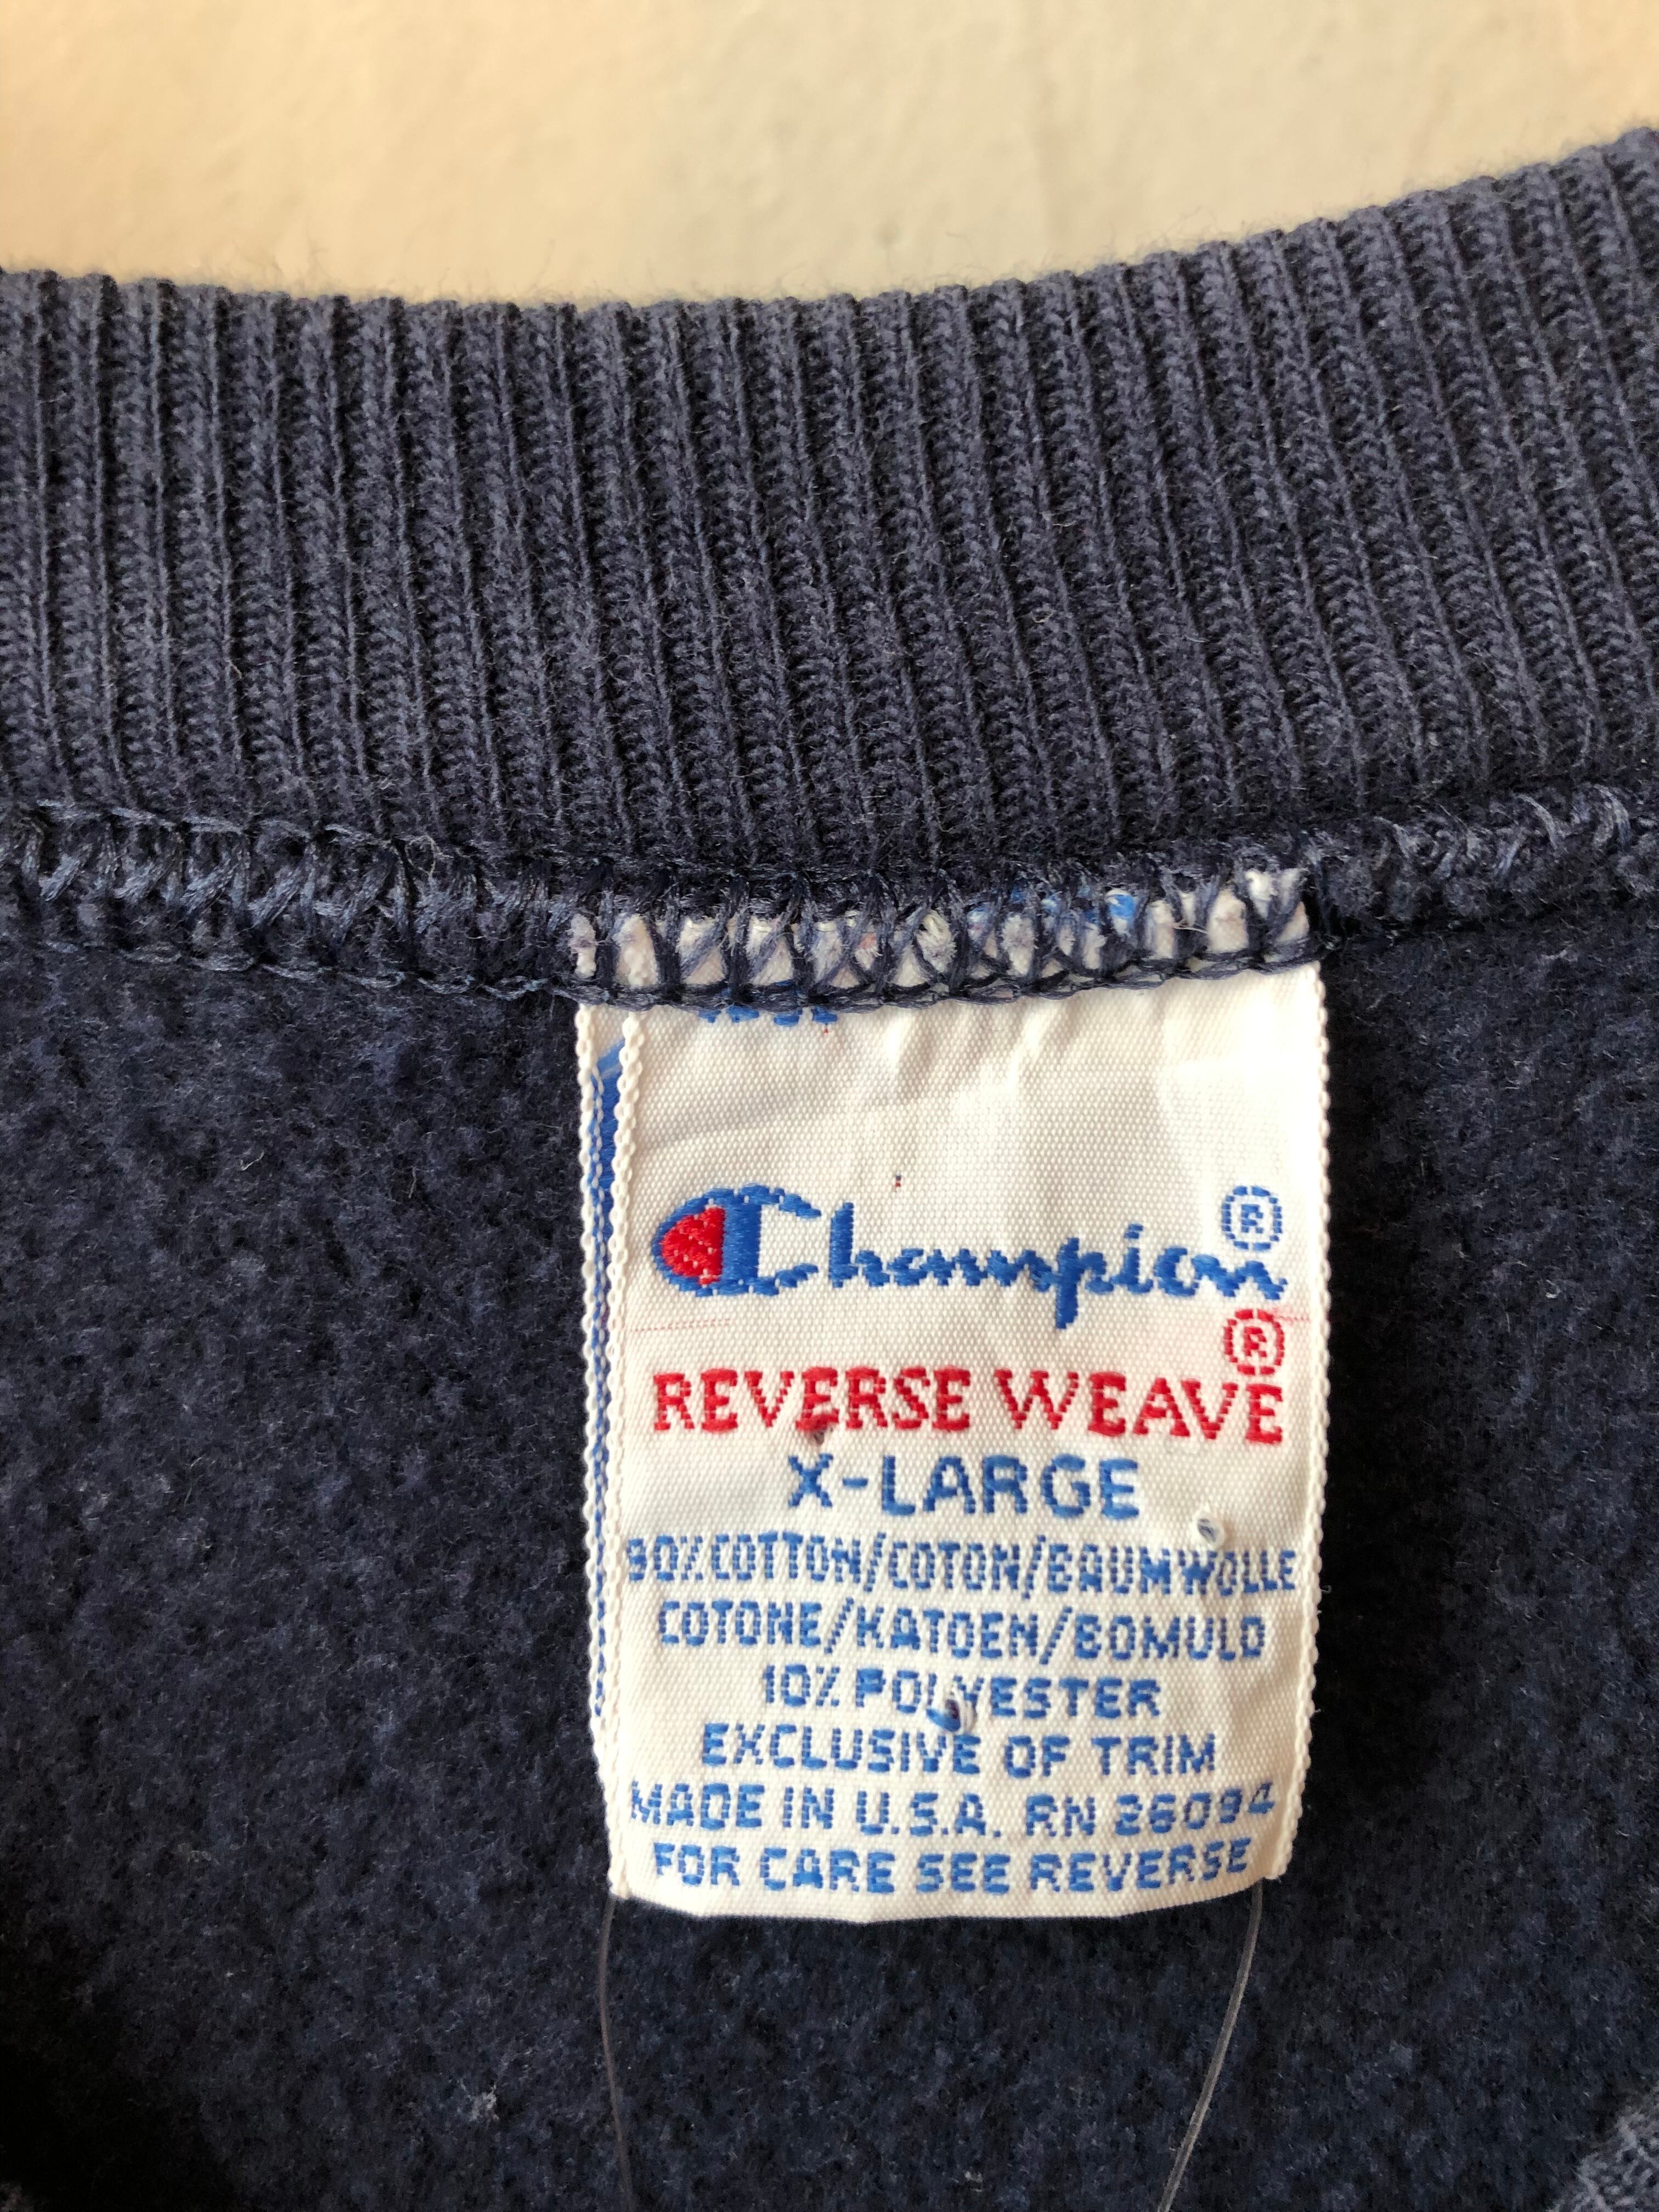 Champion®
REVERSE WEAVE®
X-LARGE
90% COTTON/COTON/BAUMWOLLE
COTONE/KATOEN/BOMULD
10% POLYESTER
EXCLUSIVE OF TRIM
MADE IN U.S.A. RN 26094
FOR CARE SEE REVERSE